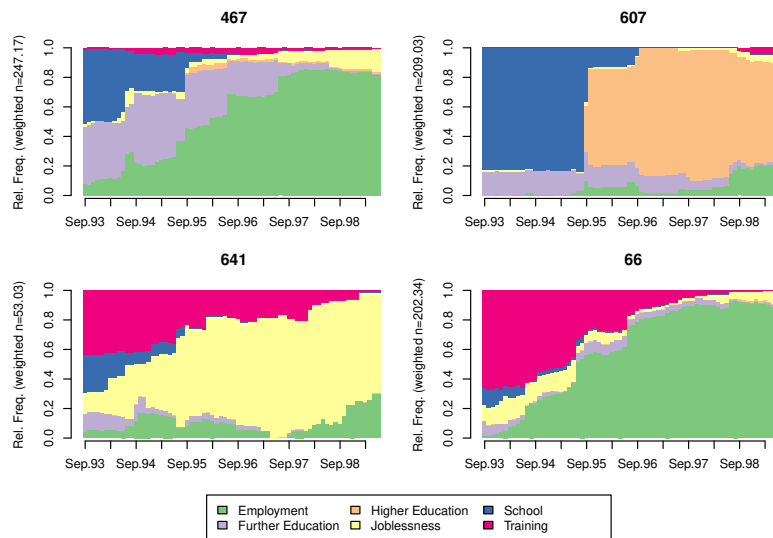 467
607
Rel. Freq. (weighted n=247.17)
0.0 0.2 0.4 0.6 0.8 1.0
Sep.93 Sep.94 Sep.95 Sep.96 Sep.97 Sep.98
Rel. Freq. (weighted n=209.03)
0.0 0.2 0.4 0.6 0.8 1.0
Sep.93 Sep.94 Sep.95 Sep.96 Sep.97 Sep.98
641
66
Rel. Freq. (weighted n=53.03)
0.0 0.2 0.4 0.6 0.8 1.0
Sep.93 Sep.94 Sep.95 Sep.96 Sep.97 Sep.98
Rel. Freq. (weighted n=202.34)
0.0 0.2 0.4 0.6 0.8 1.0
Sep.93 Sep.94 Sep.95 Sep.96 Sep.97 Sep.98
Employment Higher Education School
Further Education Joblessness Training